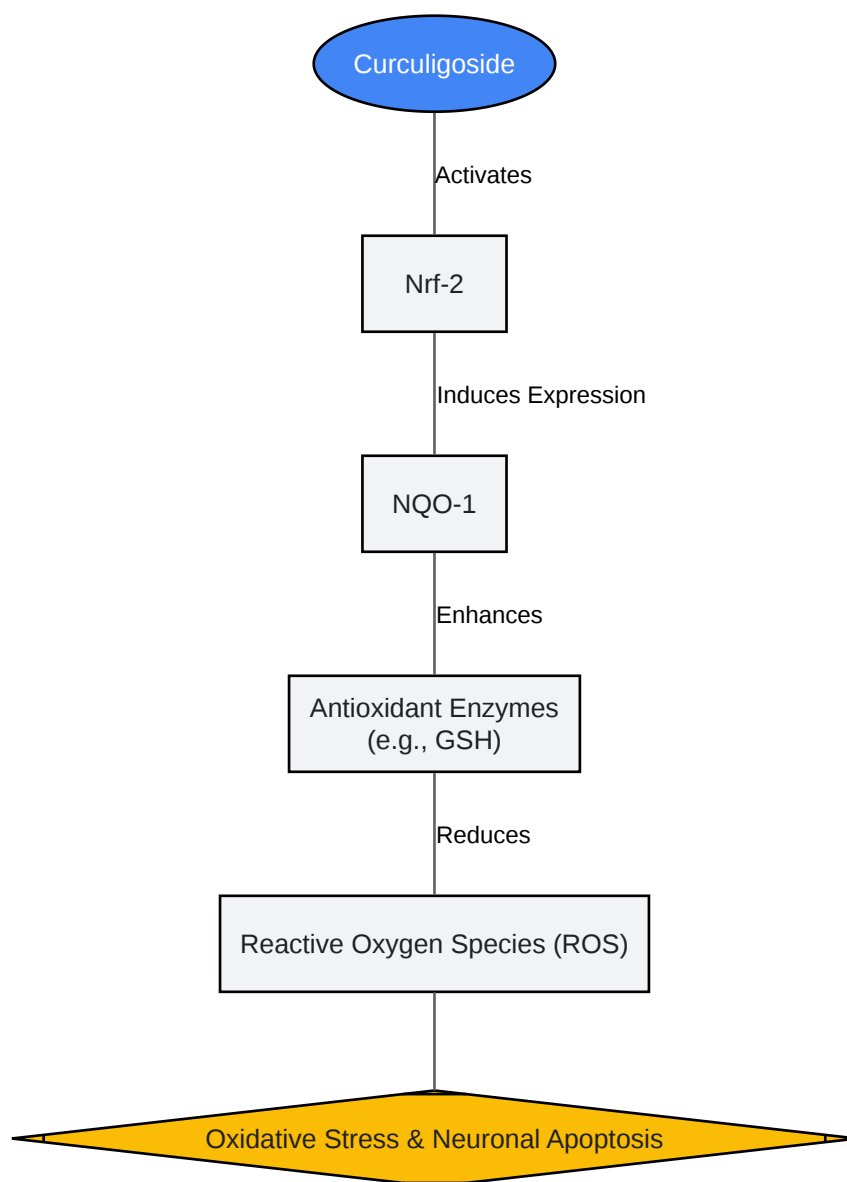 Curculigoside
Activates
Nrf-2
Induces Expression
NQO-1
Enhances
Antioxidant Enzymes
(e.g., GSH)
Reduces
Reactive Oxygen Species (ROS)
Oxidative Stress & Neuronal Apoptosis